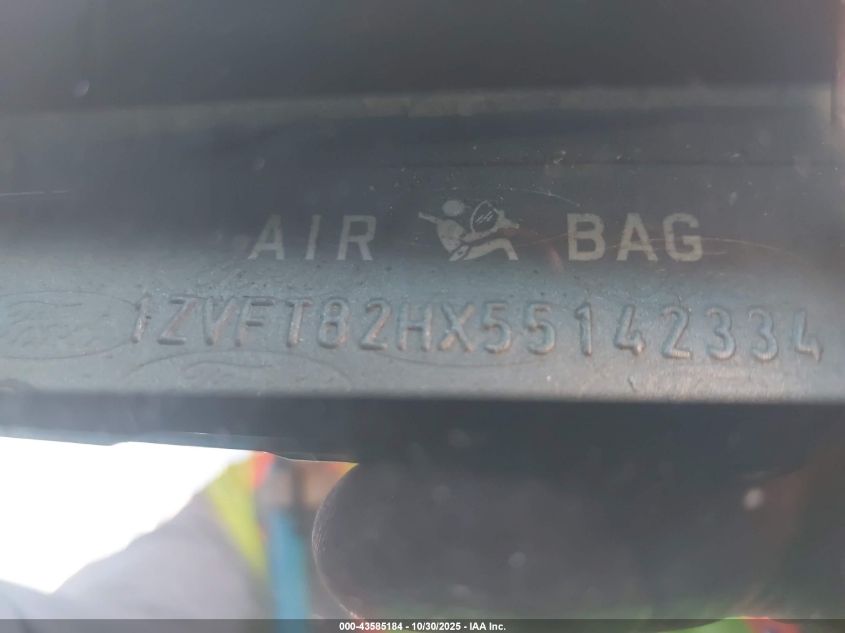 AIR BAG
1ZVFT82HX55142334
000-43585184 - 10/30/2025 - IAA Inc.